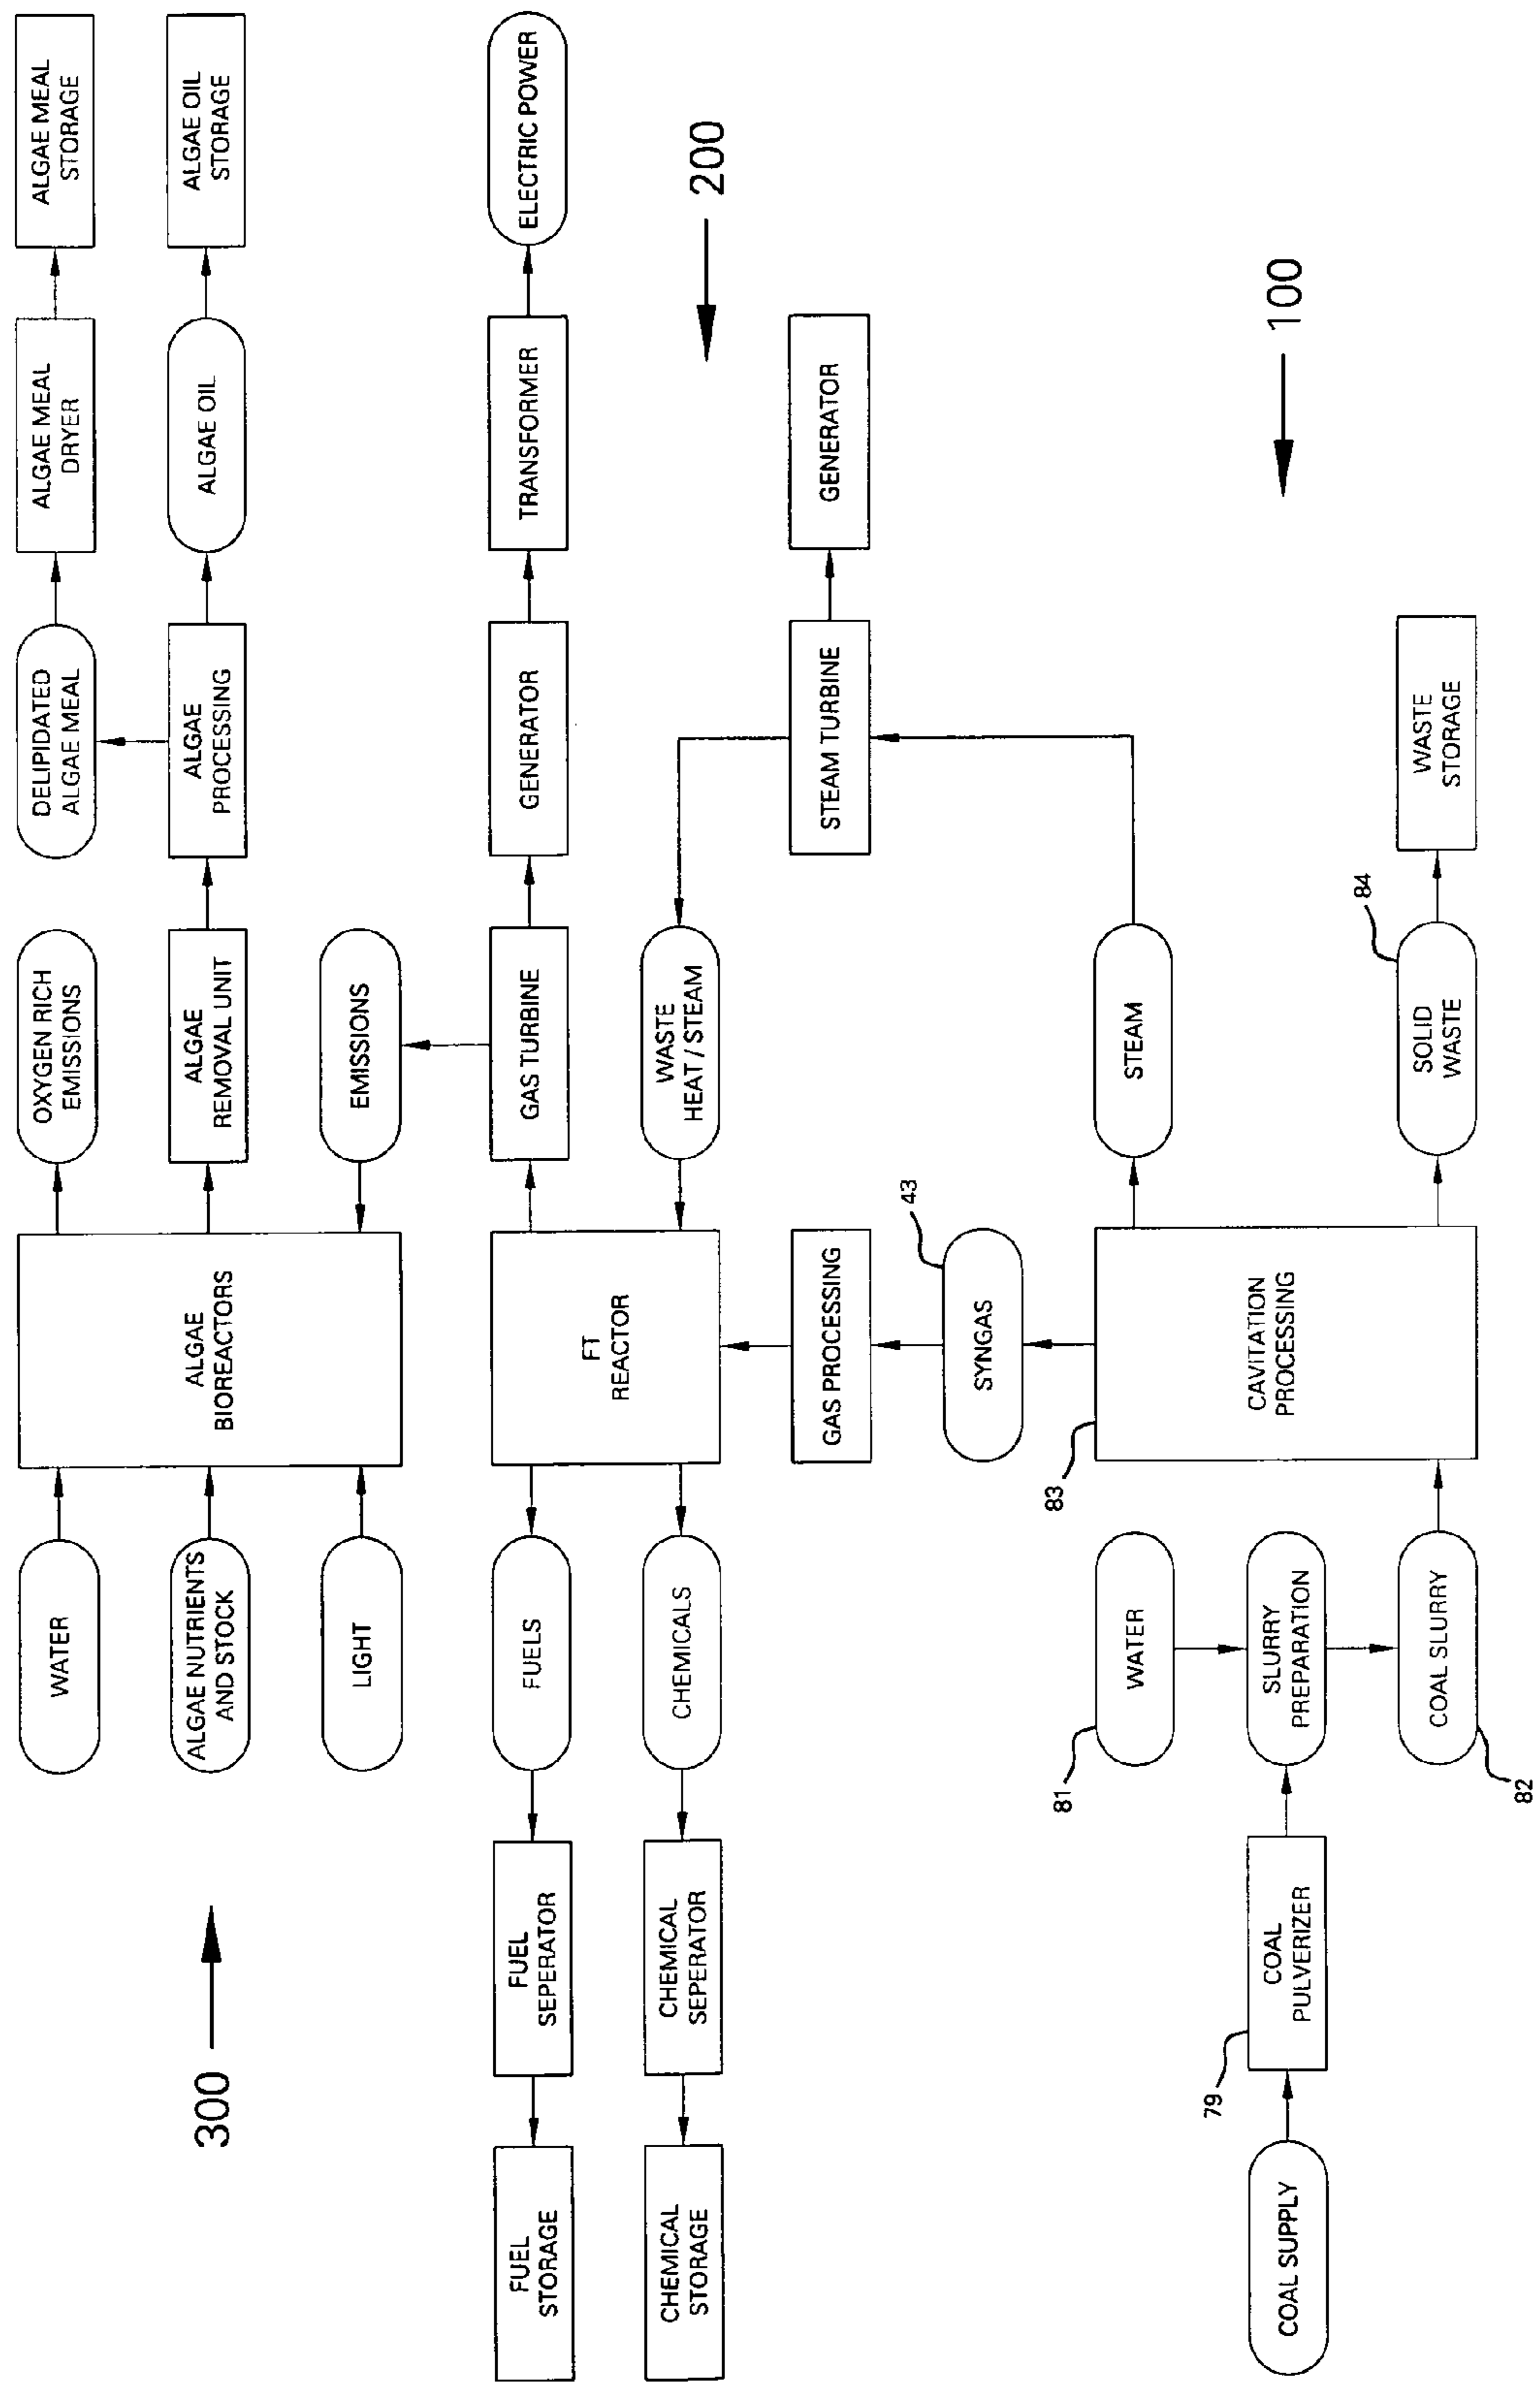 300
WATER
ALGAE NUTRIENTS
AND STOCK
LIGHT
ALGAE
BIOREACTORS
OXYGEN RICH
EMISSIONS
ALGAE
REMOVAL UNIT
EMISSIONS
DELIPIDATED
ALGAE MEAL
ALGAE
PROCESSING
ALGAE MEAL
DRYER
ALGAE OIL
ALGAE MEAL
STORAGE
ALGAE OIL
STORAGE
FUEL
STORAGE
FUEL
SEPERATOR
FUELS
CHEMICAL
STORAGE
CHEMICAL
SEPERATOR
CHEMICALS
FT
REACTOR
GAS TURBINE
GENERATOR
TRANSFORMER
ELECTRIC POWER
WASTE
HEAT / STEAM
200
GAS PROCESSING
STEAM TURBINE
GENERATOR
SYNGAS
43
83
CAVITATION
PROCESSING
STEAM
100
81
WATER
COAL SUPPLY
79
COAL
PULVERIZER
SLURRY
PREPARATION
COAL SLURRY
82
SOLID
WASTE
84
WASTE
STORAGE